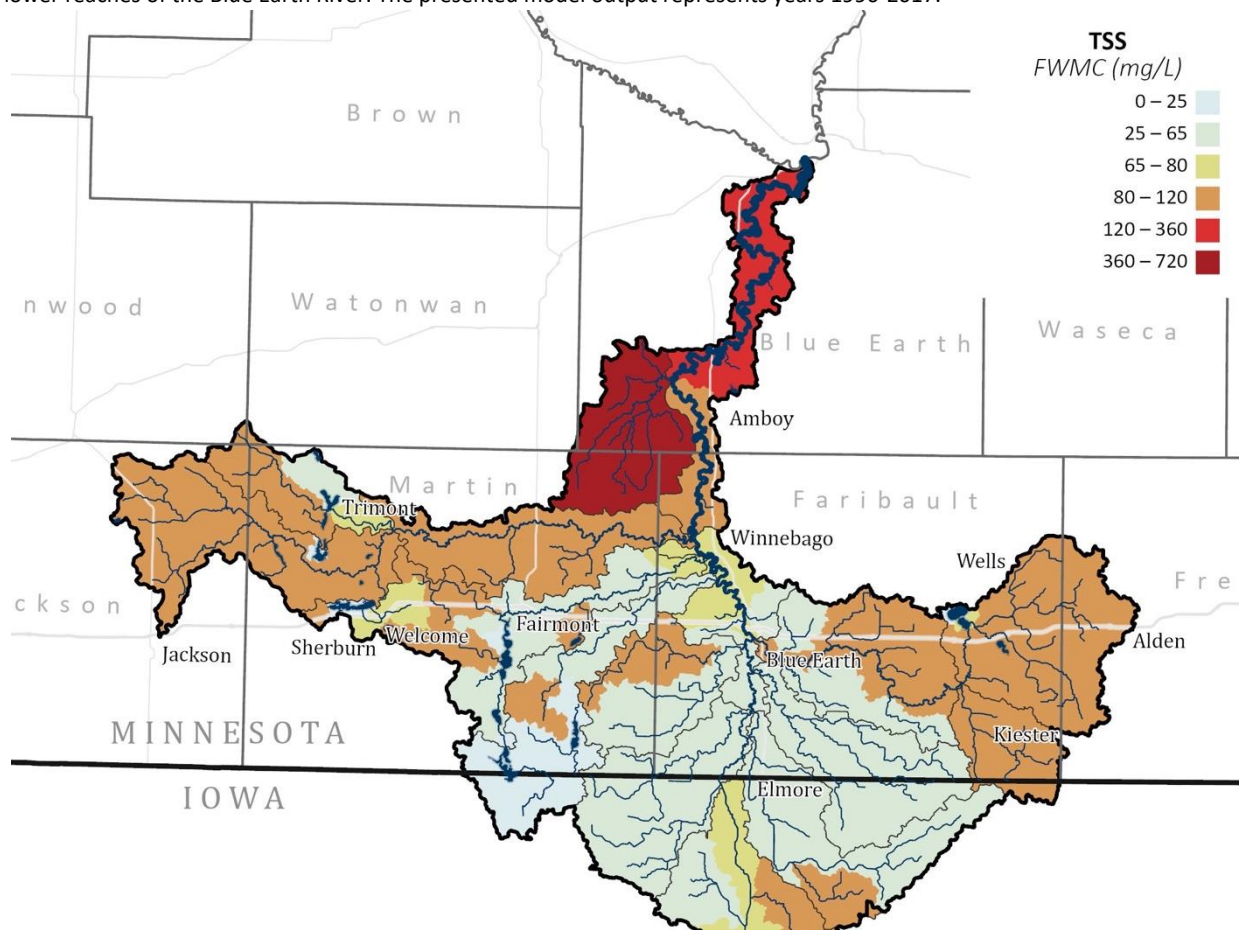 lower reaches of the Blue Earth River. The presented model output represents years 1996-2017.
TSS
FWMC (mg/L)
0 – 25
25 – 65
65 – 80
80 – 120
120 – 360
360 – 720
Brown
nwood
Watonwan
Blue Earth
Waseca
Amboy
Martin
Trimont
Faribault
Winnebago
Wells
Fre
ckson
Fairmont
Welcome
Sherburn
Jackson
Blue Earth
Alden
MINNESOTA
Kiester
IOWA
Elmore